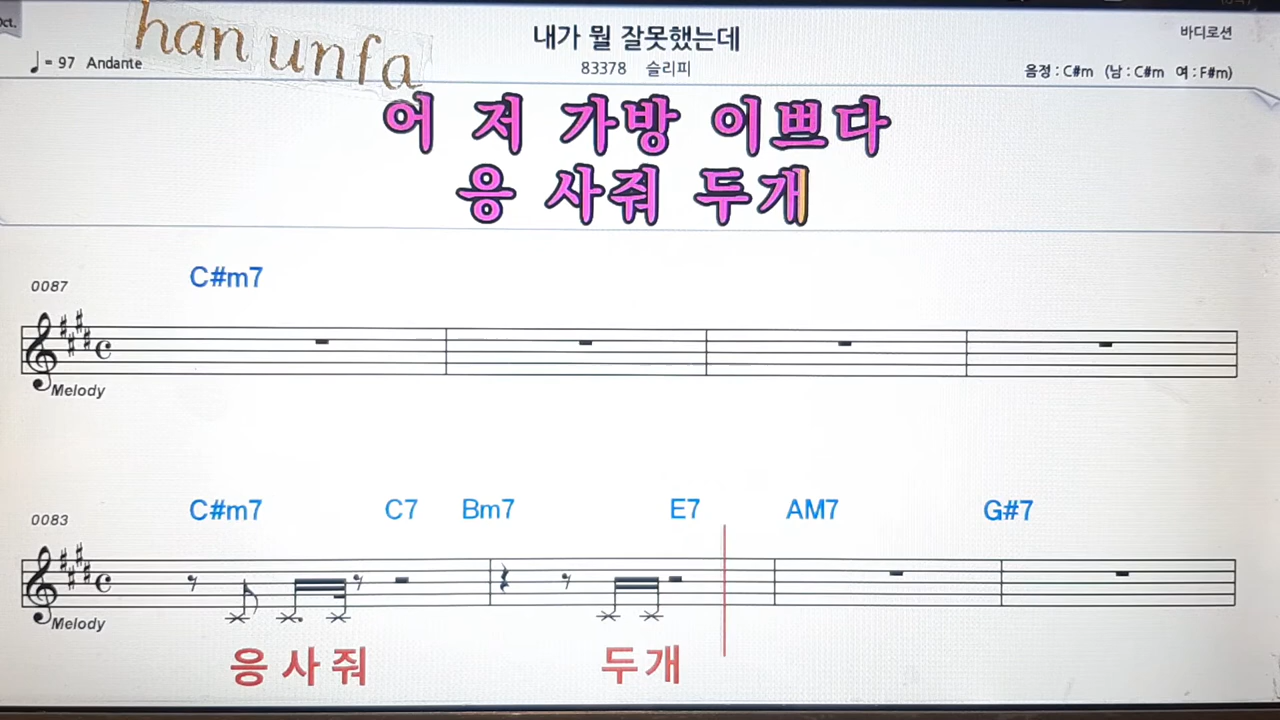 Oct.
han unfa
내가 뭘 잘못했는데
바디로션
♩= 97 Andante
83378 슬리피
음정 : C#m (남 : C#m 여 : F#m)
어 저 가방 이쁘다
응 사줘 두개
C#m7
0087
Melody
C#m7 C7 Bm7 E7 AM7 G#7
0083
Melody
응 사 줘 두 개